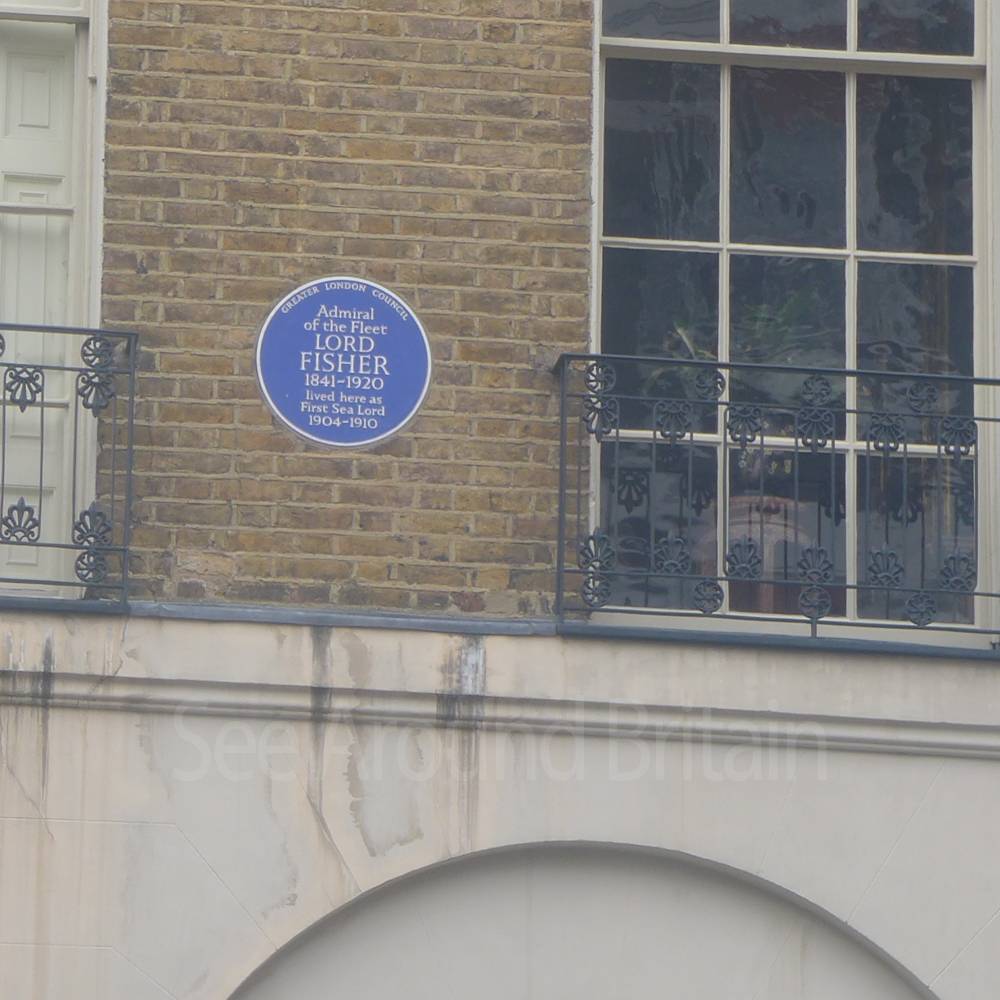 GREATER LONDON COUNCIL
Admiral
of the Fleet
LORD
FISHER
1841-1920
lived here as
First Sea Lord
1904-1910
See Around Britain